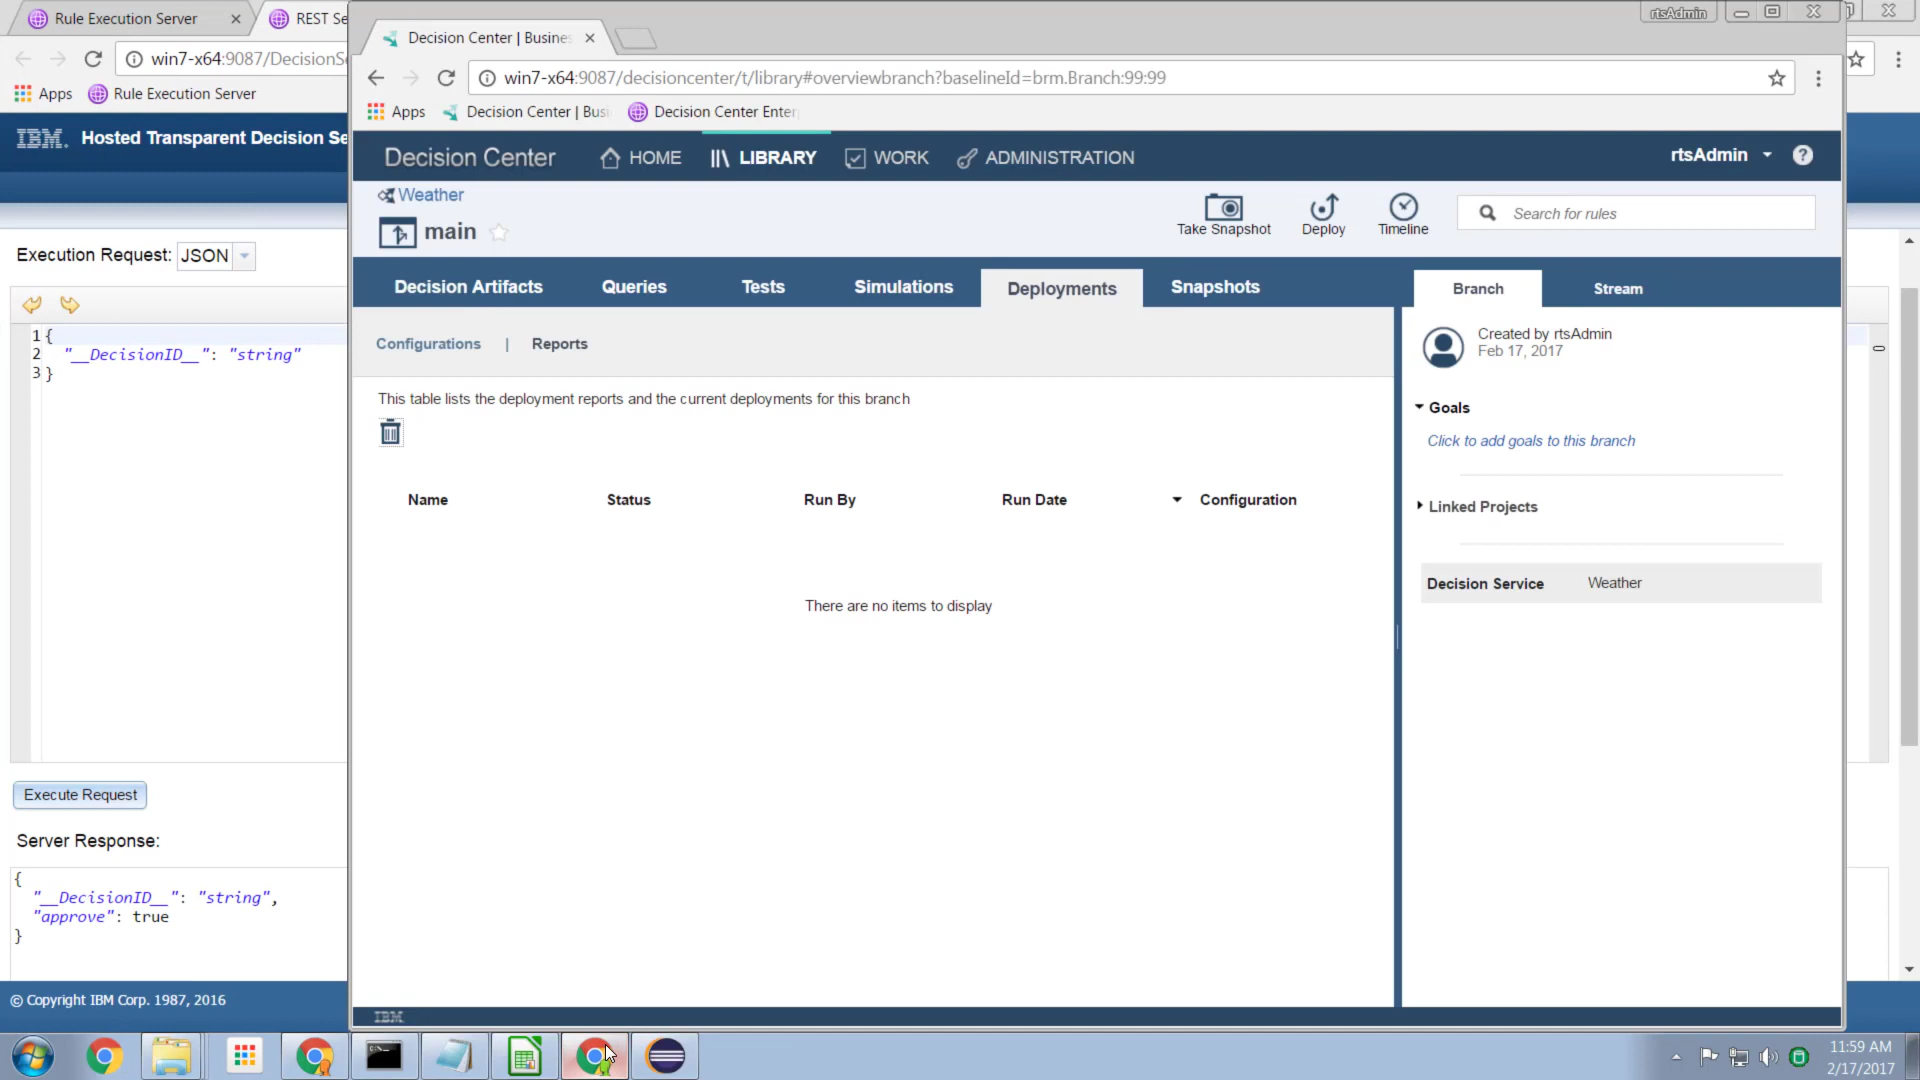 Rule Execution Server
REST Se
win7-x64:9087/DecisionS
Apps
Rule Execution Server
IBM. Hosted Transparent Decision Se
Execution Request: JSON
1 {
2 "__DecisionID__": "string"
3 }
Execute Request
Server Response:
{
"__DecisionID__": "string",
"approve": true
}
© Copyright IBM Corp. 1987, 2016
rtsAdmin
Decision Center | Busines
win7-x64:9087/decisioncenter/t/library#overviewbranch?baselineId=brm.Branch:99:99
Apps
Decision Center | Busi
Decision Center Enter
Decision Center
HOME
LIBRARY
WORK
ADMINISTRATION
rtsAdmin
?
Weather
main
Take Snapshot
Deploy
Timeline
Search for rules
Decision Artifacts
Queries
Tests
Simulations
Deployments
Snapshots
Branch
Stream
Configurations | Reports
This table lists the deployment reports and the current deployments for this branch
Name
Status
Run By
Run Date
Configuration
There are no items to display
Created by rtsAdmin
Feb 17, 2017
Goals
Click to add goals to this branch
Linked Projects
Decision Service
Weather
IBM
11:59 AM
2/17/2017